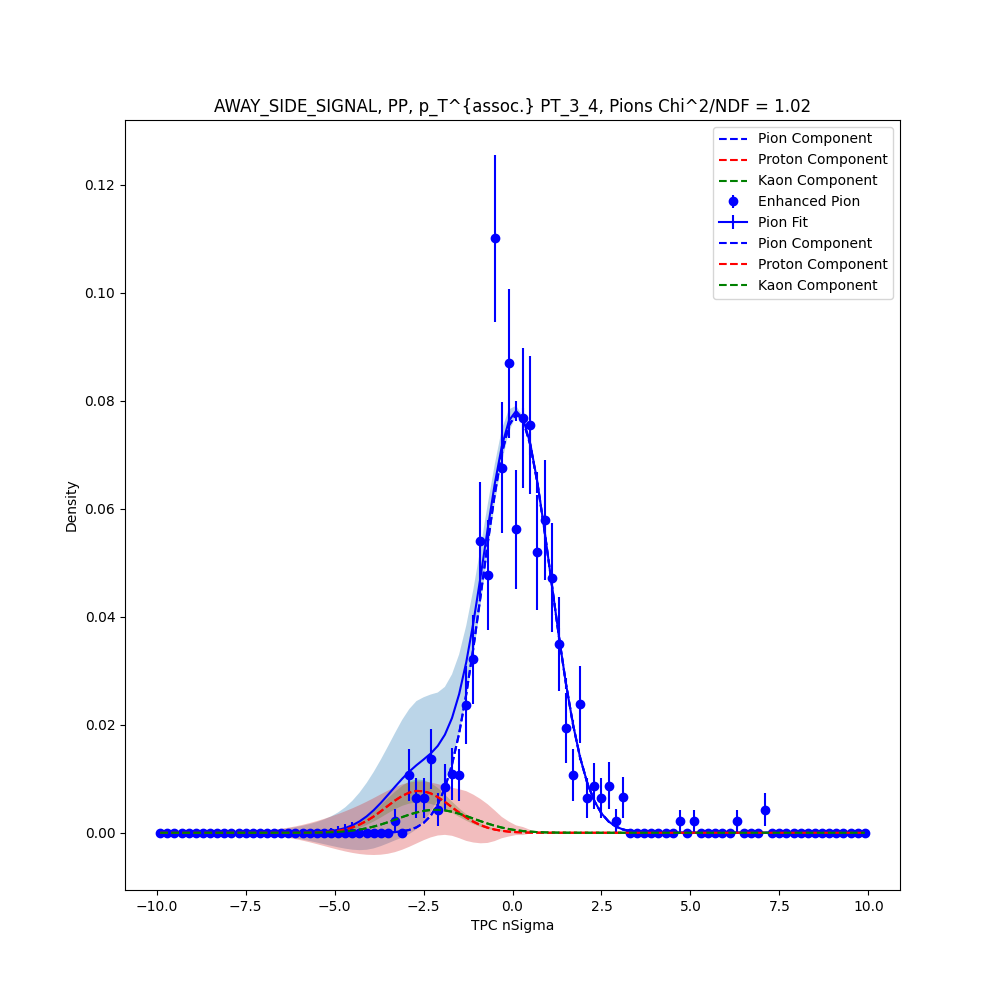 AWAY_SIDE_SIGNAL, PP, p_T^{assoc.} PT_3_4, Pions Chi^2/NDF = 1.02
Pion Component
Proton Component
Kaon Component
Enhanced Pion
Pion Fit
Pion Component
Proton Component
Kaon Component
0.12
0.10
0.08
0.06
0.04
0.02
0.00
Density
−10.0 −7.5 −5.0 −2.5 0.0 2.5 5.0 7.5 10.0
TPC nSigma